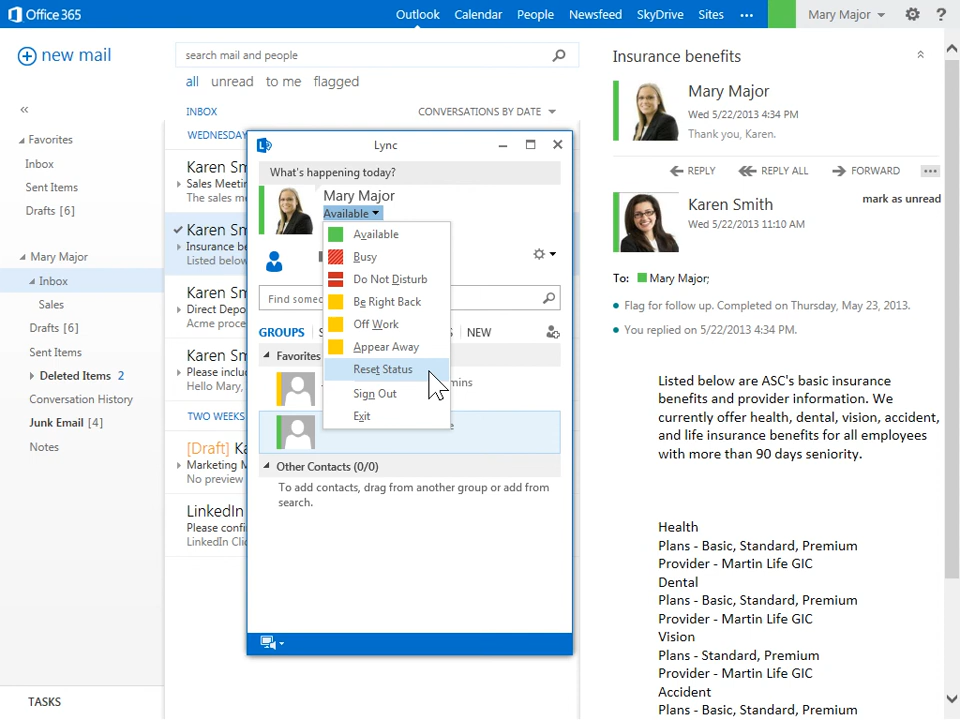 Office 365
Outlook
Calendar
People
Newsfeed
SkyDrive
Sites
•••
Mary Major
?
new mail
«
Favorites
Inbox
Sent Items
Drafts [6]
Mary Major
Inbox
Sales
Drafts [6]
Sent Items
Deleted Items 2
Conversation History
Junk Email [4]
Notes
TASKS
search mail and people
all unread to me flagged
INBOX
CONVERSATIONS BY DATE
WEDNESDAY
Karen
Sales
The sales
Karen
Insurance
Listed below
Karen
Direct
Acme
Karen
Please
Hello Mary,
TWO WEEKS
[Draft]
Marketing
No preview
LinkedIn
Please
LinkedIn
Lync
What's happening today?
Mary Major
Available
Available
Busy
Do Not Disturb
Be Right Back
Off Work
Appear Away
Reset Status
Sign Out
Exit
Find
GROUPS
NEW
Favorites
mins
Other Contacts (0/0)
To add contacts, drag from another group or add from
search.
Insurance benefits
Mary Major
Wed 5/22/2013 4:34 PM
Thank you, Karen.
REPLY
REPLY ALL
FORWARD
•••
Karen Smith
mark as unread
Wed 5/22/2013 11:10 AM
To: Mary Major;
Flag for follow up. Completed on Thursday, May 23, 2013.
You replied on 5/22/2013 4:34 PM.
Listed below are ASC's basic insurance
benefits and provider information. We
currently offer health, dental, vision, accident,
and life insurance benefits for all employees
with more than 90 days seniority.
Health
Plans - Basic, Standard, Premium
Provider - Martin Life GIC
Dental
Plans - Basic, Standard, Premium
Provider - Martin Life GIC
Vision
Plans - Standard, Premium
Provider - Martin Life GIC
Accident
Plans - Basic, Standard, Premium